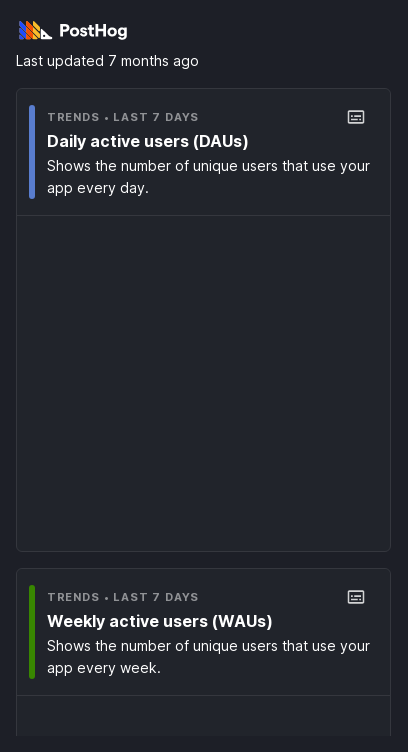 PostHog
Last updated 7 months ago
TRENDS • LAST 7 DAYS
Daily active users (DAUs)
Shows the number of unique users that use your
app every day.
TRENDS • LAST 7 DAYS
Weekly active users (WAUs)
Shows the number of unique users that use your
app every week.